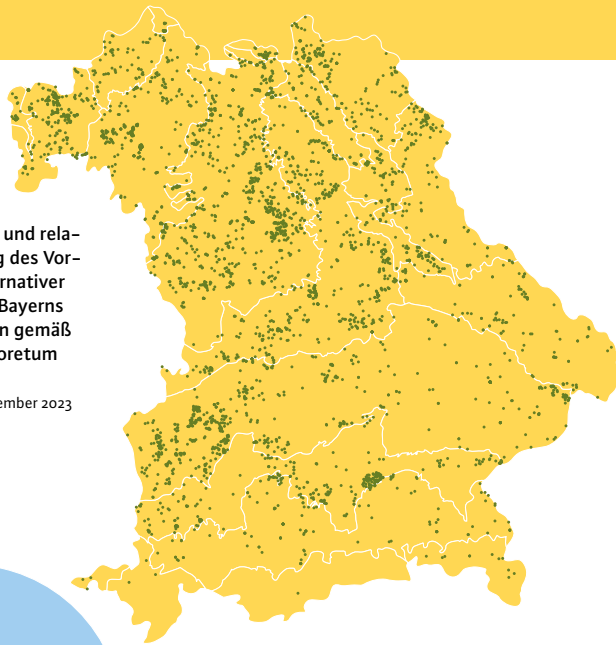 und rela–
g des Vor–
rnativer
Bayerns
n gemäß
oretum
ember 2023